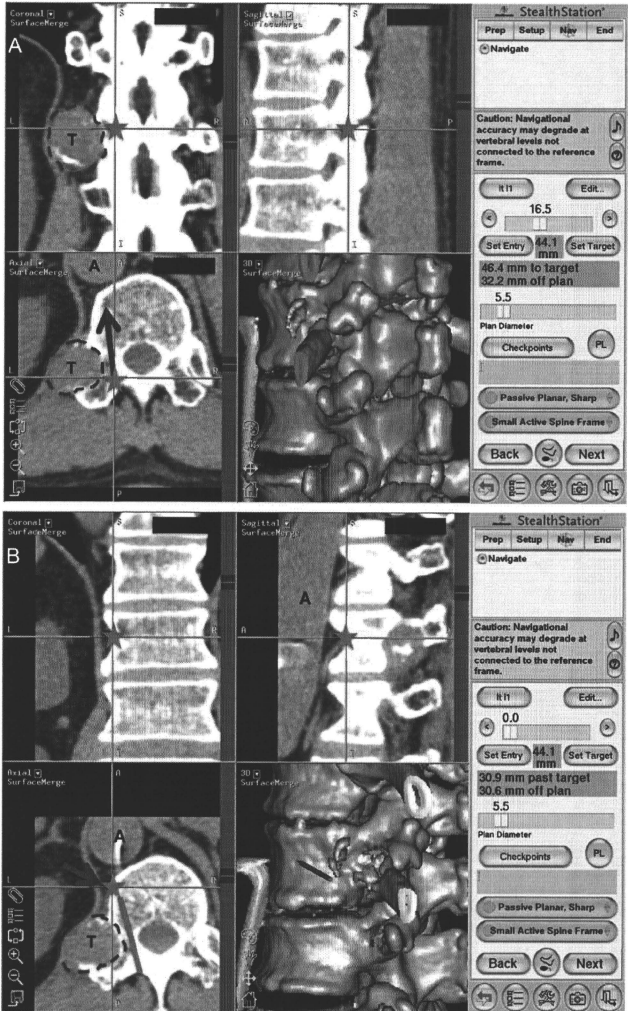 A
Coronal
SurfaceMerge
S
L
R
T
I
Sagittal
SurfaceMerge
S
A
P
I
Axial
SurfaceMerge
A
A
L
R
T
P
3D
SurfaceMerge
StealthStation
Prep Setup Nav End
Navigate
Caution: Navigational
accuracy may degrade at
vertebral levels not
connected to the reference
frame.
Edit...
16.5
< >
Set Entry 44.1 mm Set Target
46.4 mm to target
32.2 mm off plan
5.5
Plan Diameter
Checkpoints PL
Passive Planar, Sharp
Small Active Spine Frame
Back Next
B
Coronal
SurfaceMerge
S
L
R
Sagittal
SurfaceMerge
S
A
A
I
Axial
SurfaceMerge
A
A
L
T
3D
SurfaceMerge
StealthStation
Prep Setup Nav End
Navigate
Caution: Navigational
accuracy may degrade at
vertebral levels not
connected to the reference
frame.
Edit...
0.0
< >
Set Entry 44.1 mm Set Target
30.9 mm past target
30.6 mm off plan
5.5
Plan Diameter
Checkpoints PL
Passive Planar, Sharp
Small Active Spine Frame
Back Next